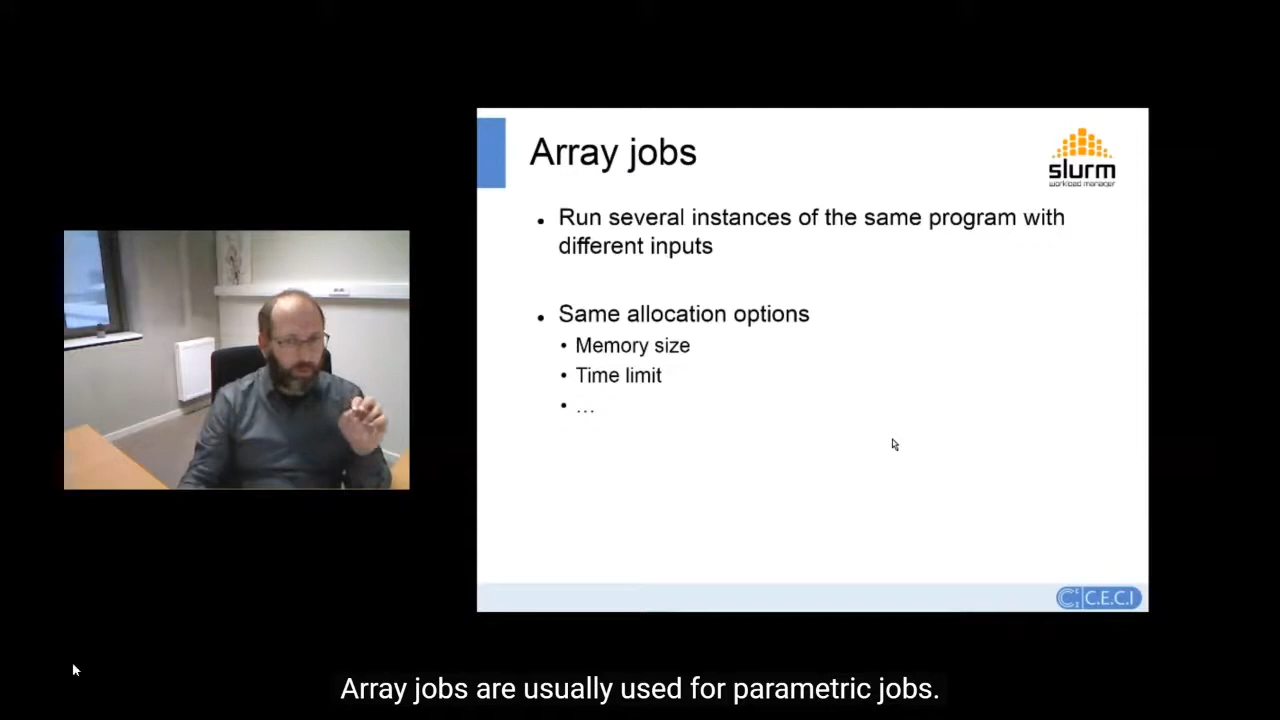 Array jobs
slurm
workload manager
• Run several instances of the same program with
different inputs
• Same allocation options
• Memory size
• Time limit
• …
C.E.C.I
Array jobs are usually used for parametric jobs.